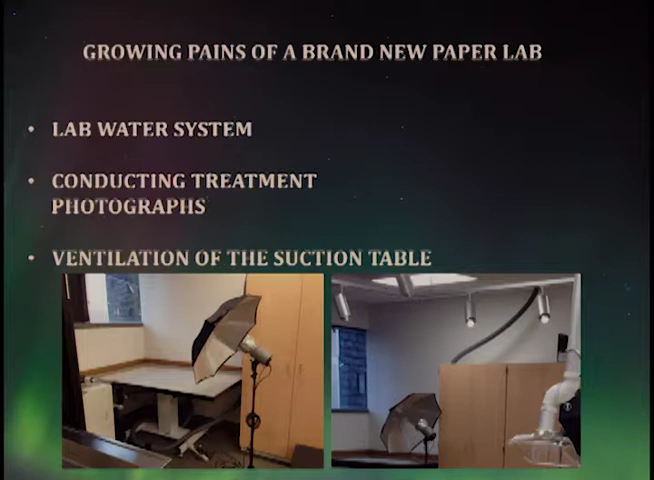 GROWING PAINS OF A BRAND NEW PAPER LAB
• LAB WATER SYSTEM
• CONDUCTING TREATMENT
PHOTOGRAPHS
• VENTILATION OF THE SUCTION TABLE